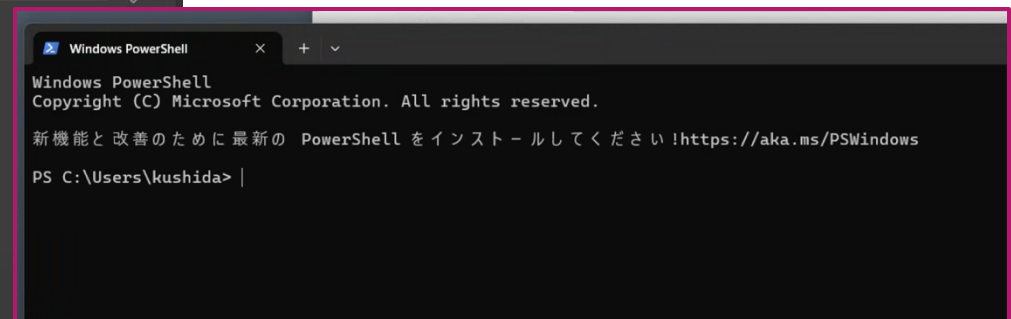 Windows PowerShell
Windows PowerShell
Copyright (C) Microsoft Corporation. All rights reserved.
新機能と改善のために最新の PowerShell をインストールしてください!https://aka.ms/PSWindows
PS C:\Users\kushida>